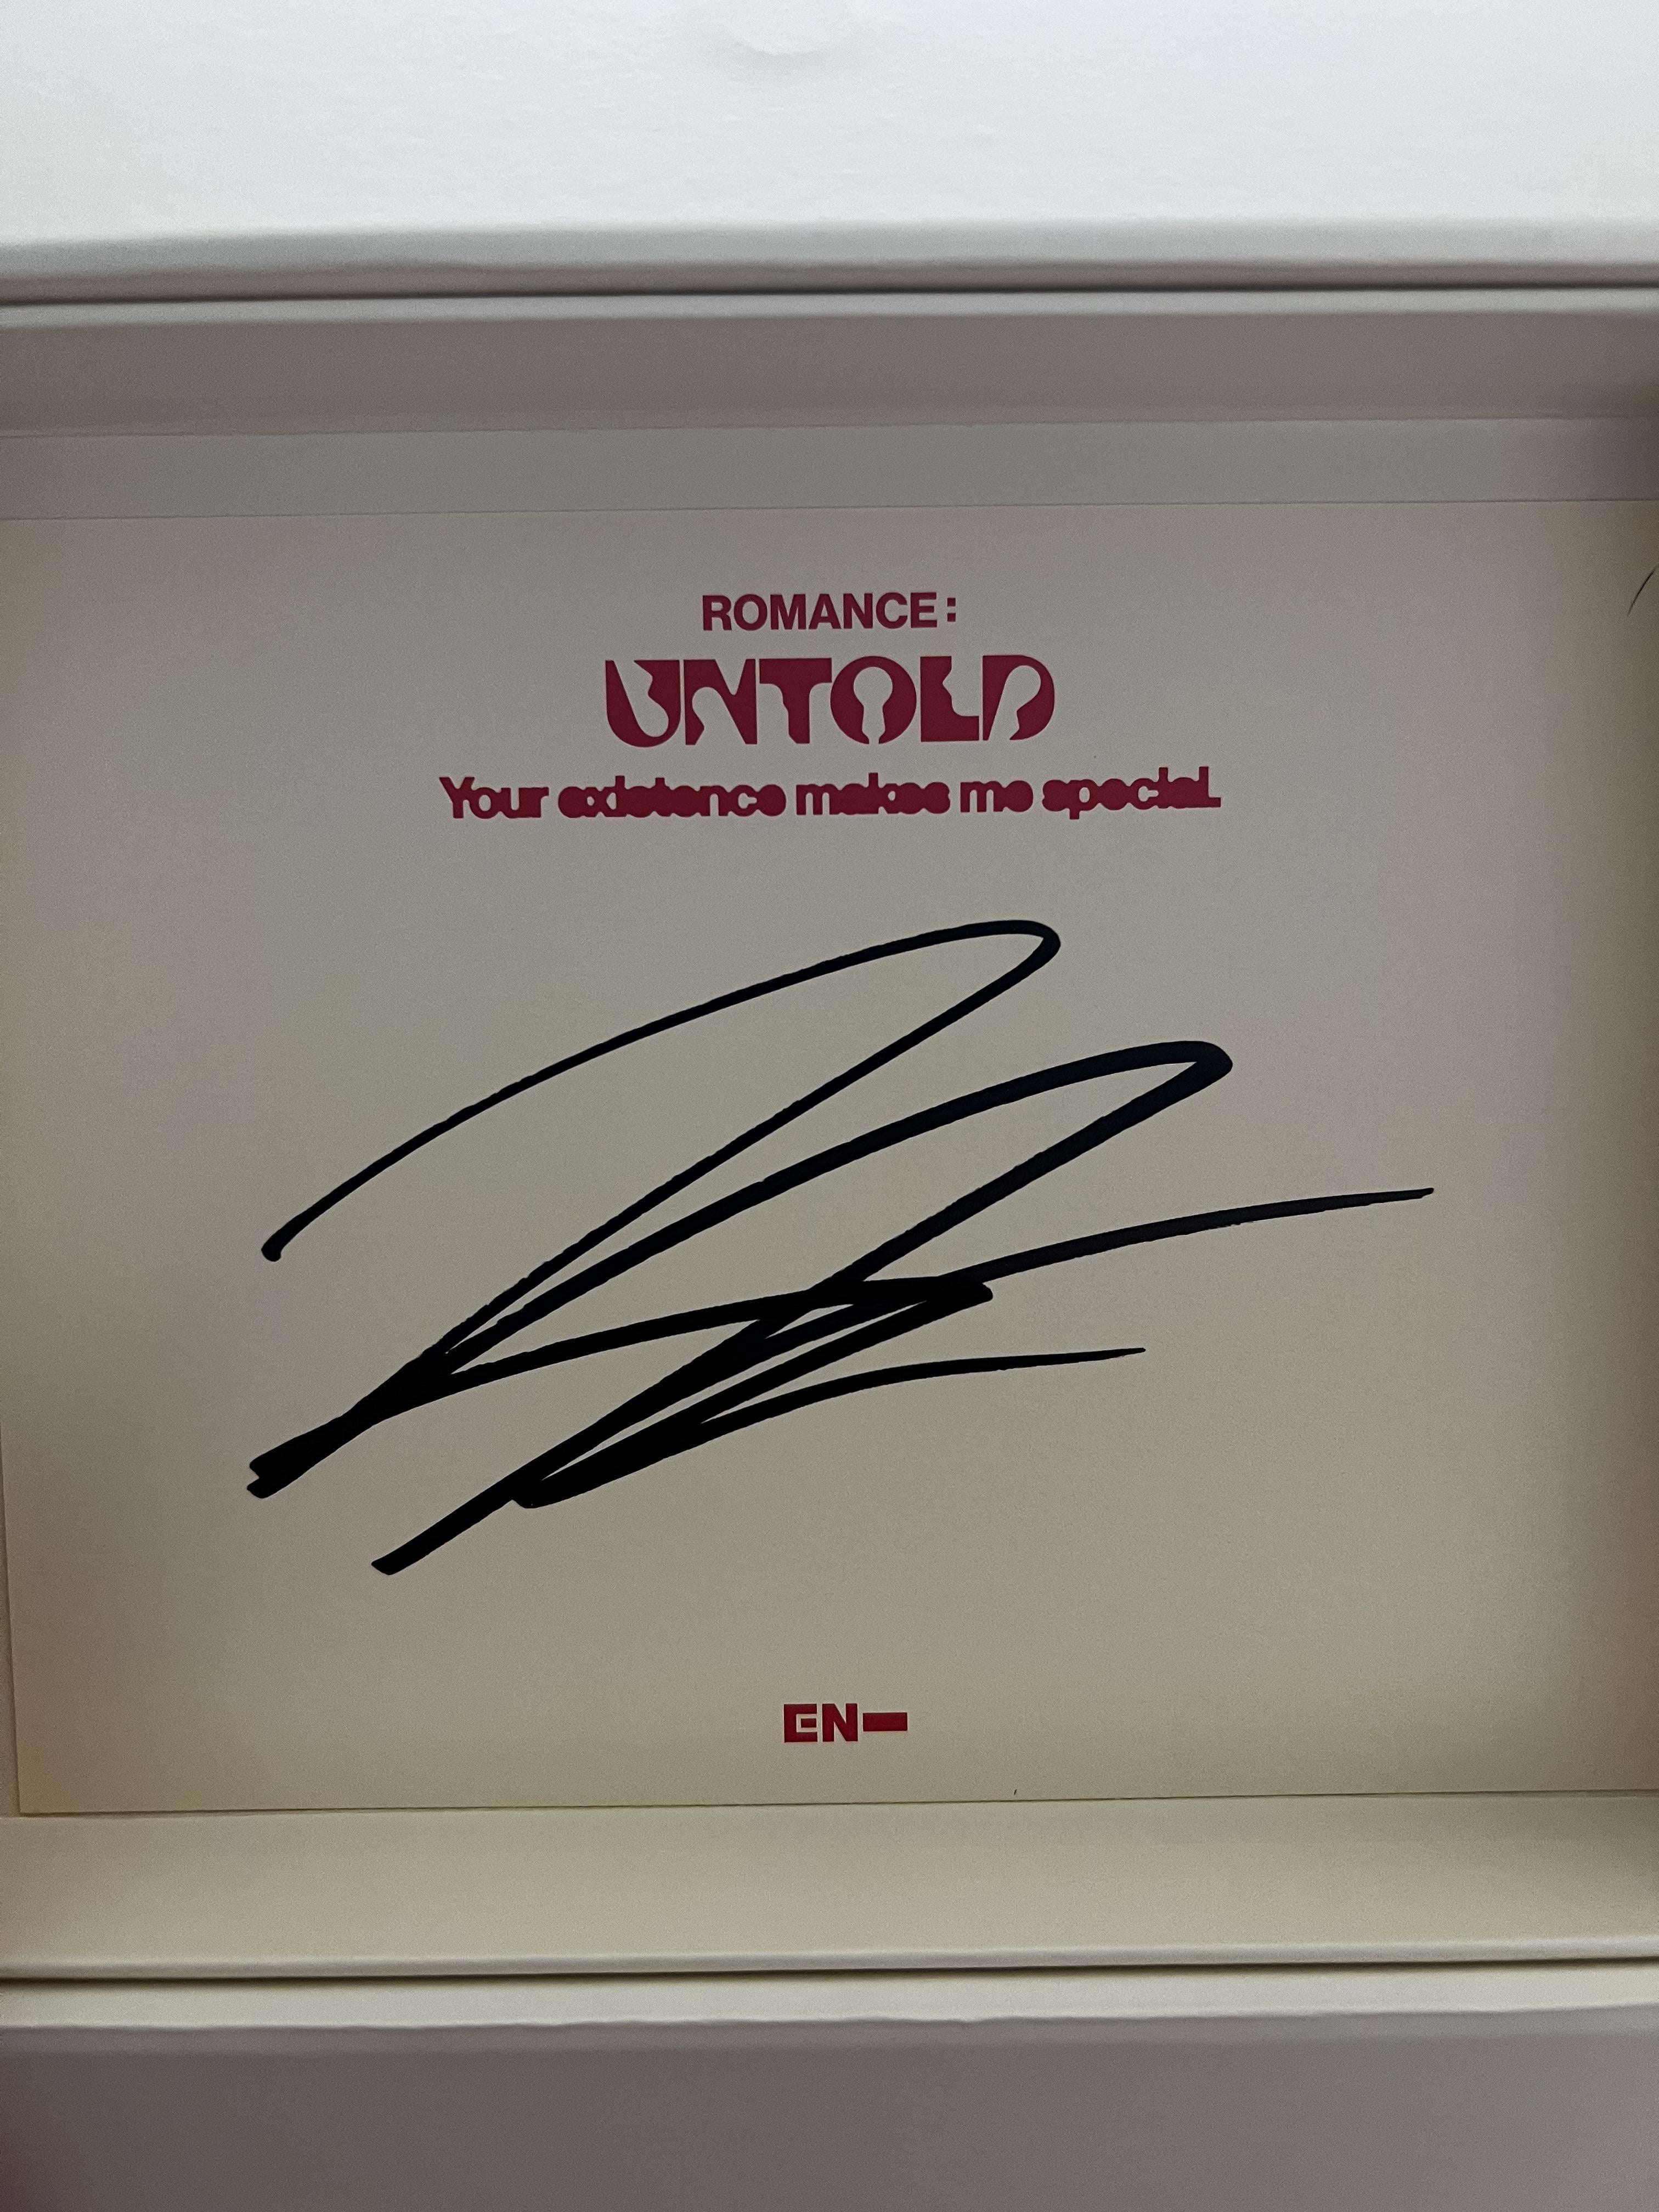 ROMANCE:
UNTOLD
Your existence makes me special.
EN-